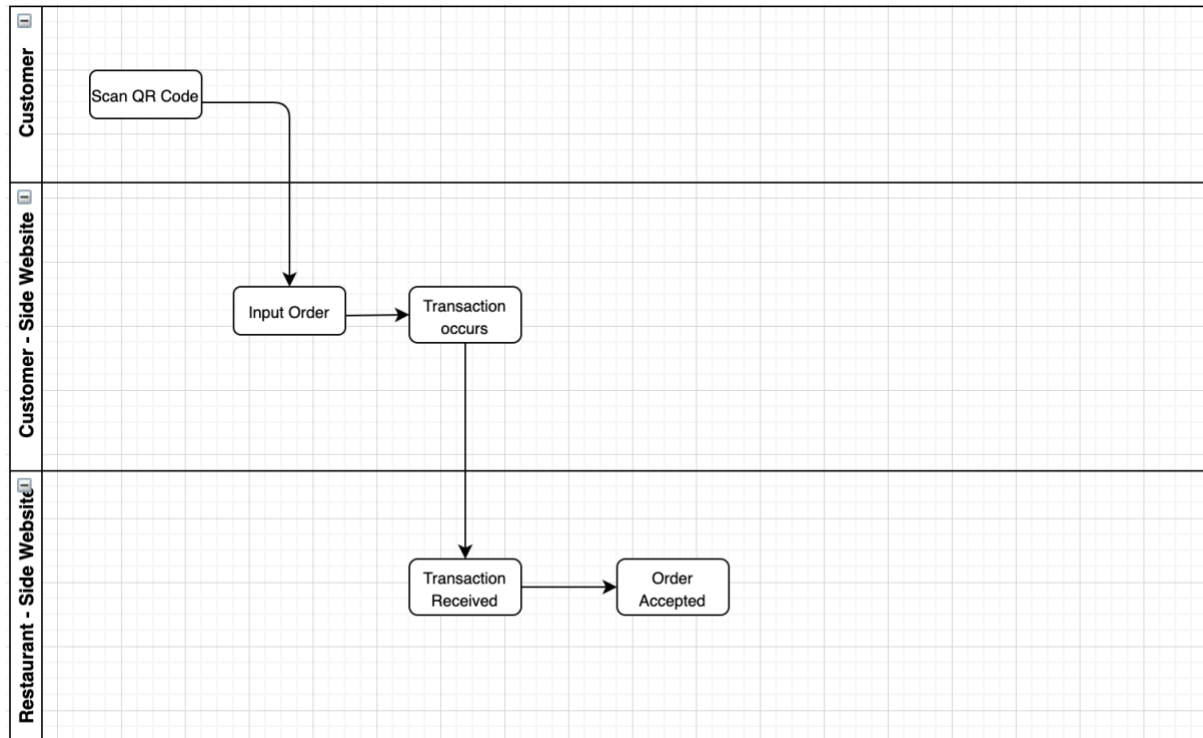 Customer
Scan QR Code
Customer - Side Website
Input Order
Transaction
occurs
Restaurant - Side Website
Transaction
Received
Order
Accepted